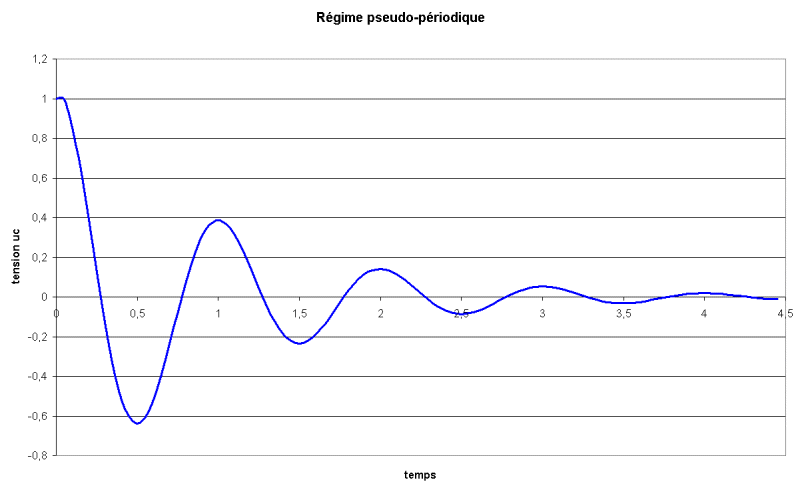 Régime pseudo-périodique
1,2
1
0,8
0,6
0,4
0,2
0
-0,2
-0,4
-0,6
-0,8
tension uc
0 0,5 1 1,5 2 2,5 3 3,5 4 4,5
temps